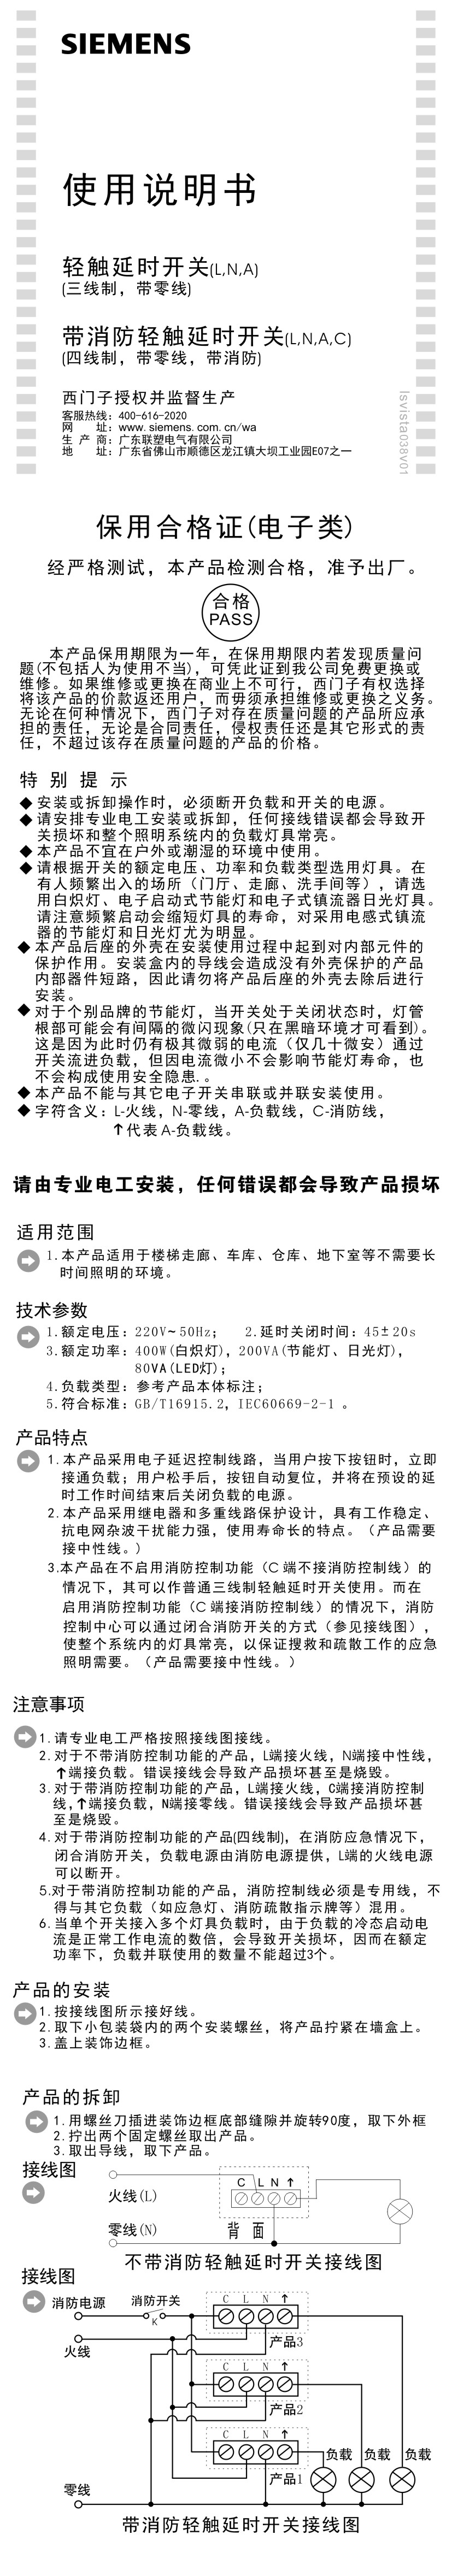 SIEMENS
使用说明书
轻触延时开关(L,N,A)
(三线制，带零线)
带消防轻触延时开关(L,N,A,C)
(四线制，带零线，带消防)
西门子授权并监督生产
客服热线：400-616-2020
网 址：www.siemens.com.cn/wa
生 产 商：广东联塑电气有限公司
地 址：广东省佛山市顺德区龙江镇大坝工业园E07之一
lsvista038v01
保用合格证(电子类)
经严格测试，本产品检测合格，准予出厂。
合格
PASS
本产品保用期限为一年，在保用期限内若发现质量问
题(不包括人为使用不当)，可凭此证到我公司免费更换或
维修。如果维修或更换在商业上不可行，西门子有权选择
将该产品的价款返还用户，而毋须承担维修或更换之义务。
无论在何种情况下，西门子对存在质量问题的产品所应承
担的责任，无论是合同责任，侵权责任还是其它形式的责
任，不超过该存在质量问题的产品的价格。
特 别 提 示
◆ 安装或拆卸操作时，必须断开负载和开关的电源。
◆ 请安排专业电工安装或拆卸，任何接线错误都会导致开
关损坏和整个照明系统内的负载灯具常亮。
◆ 本产品不宜在户外或潮湿的环境中使用。
◆ 请根据开关的额定电压、功率和负载类型选用灯具。在
有人频繁出入的场所（门厅、走廊、洗手间等），请选
用白炽灯、电子启动式节能灯和电子式镇流器日光灯具。
请注意频繁启动会缩短灯具的寿命，对采用电感式镇流
器的节能灯和日光灯尤为明显。
◆ 本产品后座的外壳在安装使用过程中起到对内部元件的
保护作用。安装盒内的导线会造成没有外壳保护的产品
内部器件短路，因此请勿将产品后座的外壳去除后进行
安装。
◆ 对于个别品牌的节能灯，当开关处于关闭状态时，灯管
根部可能会有间隔的微闪现象(只在黑暗环境才可看到)。
这是因为此时仍有极其微弱的电流（仅几十微安）通过
开关流进负载，但因电流微小不会影响节能灯寿命，也
不会构成使用安全隐患.。
◆ 本产品不能与其它电子开关串联或并联安装使用。
◆ 字符含义：L-火线，N-零线，A-负载线，C-消防线，
↑代表A-负载线。
请由专业电工安装，任何错误都会导致产品损坏
适用范围
1.本产品适用于楼梯走廊、车库、仓库、地下室等不需要长
时间照明的环境。
技术参数
1.额定电压：220V~50Hz； 2.延时关闭时间：45±20s
3.额定功率：400W(白炽灯)，200VA(节能灯、日光灯)，
80VA(LED灯)；
4.负载类型：参考产品本体标注；
5.符合标准：GB/T16915.2，IEC60669-2-1 。
产品特点
1.本产品采用电子延迟控制线路，当用户按下按钮时，立即
接通负载；用户松手后，按钮自动复位，并将在预设的延
时工作时间结束后关闭负载的电源。
2.本产品采用继电器和多重线路保护设计，具有工作稳定、
抗电网杂波干扰能力强，使用寿命长的特点。（产品需要
接中性线。）
3.本产品在不启用消防控制功能（C 端不接消防控制线）的
情况下，其可以作普通三线制轻触延时开关使用。而在
启用消防控制功能（C 端接消防控制线）的情况下，消防
控制中心可以通过闭合消防开关的方式（参见接线图），
使整个系统内的灯具常亮，以保证搜救和疏散工作的应急
照明需要。（产品需要接中性线。）
注意事项
1.请专业电工严格按照接线图接线。
2.对于不带消防控制功能的产品，L端接火线，N端接中性线，
↑端接负载。错误接线会导致产品损坏甚至是烧毁。
3.对于带消防控制功能的产品，L端接火线，C端接消防控制
线，↑端接负载，N端接零线。错误接线会导致产品损坏甚
至是烧毁。
4.对于带消防控制功能的产品(四线制)，在消防应急情况下，
闭合消防开关，负载电源由消防电源提供，L端的火线电源
可以断开。
5.对于带消防控制功能的产品，消防控制线必须是专用线，不
得与其它负载（如应急灯、消防疏散指示牌等）混用。
6.当单个开关接入多个灯具负载时，由于负载的冷态启动电
流是正常工作电流的数倍，会导致开关损坏，因而在额定
功率下，负载并联使用的数量不能超过3个。
产品的安装
1.按接线图所示接好线。
2.取下小包装袋内的两个安装螺丝，将产品拧紧在墙盒上。
3.盖上装饰边框。
产品的拆卸
1.用螺丝刀插进装饰边框底部缝隙并旋转90度，取下外框
2.拧出两个固定螺丝取出产品。
3.取出导线，取下产品。
接线图
C L N ↑
火线(L)
零线(N)
背 面
不带消防轻触延时开关接线图
接线图
消防电源 消防开关
K
C L N ↑
产品3
火线
C L N ↑
产品2
C L N ↑
负载 负载 负载
产品1
零线
带消防轻触延时开关接线图